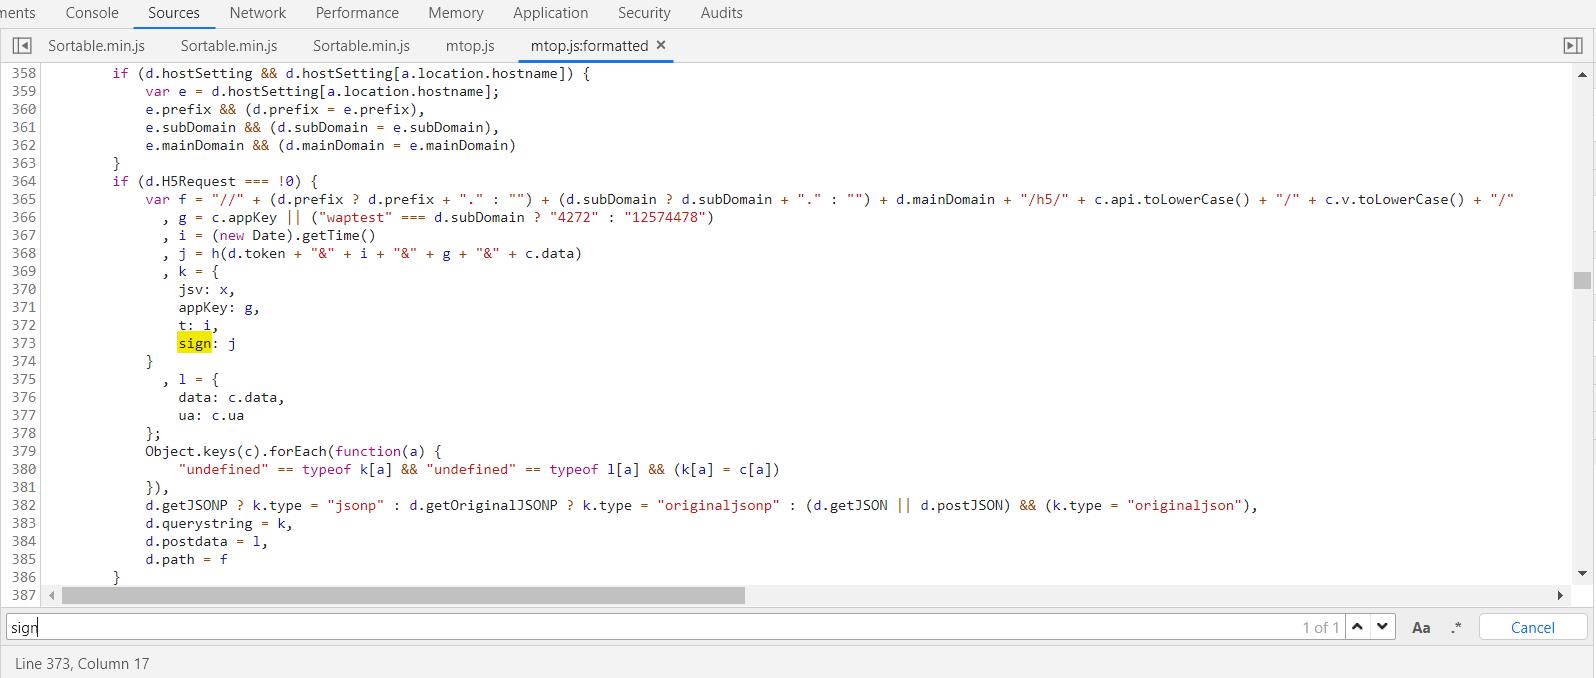 ments Console Sources Network Performance Memory Application Security Audits
Sortable.min.js Sortable.min.js Sortable.min.js mtop.js mtop.js:formatted ×
358 if (d.hostSetting && d.hostSetting[a.location.hostname]) {
359 var e = d.hostSetting[a.location.hostname];
360 e.prefix && (d.prefix = e.prefix),
361 e.subDomain && (d.subDomain = e.subDomain),
362 e.mainDomain && (d.mainDomain = e.mainDomain)
363 }
364 if (d.H5Request === !0) {
365 var f = "//" + (d.prefix ? d.prefix + "." : "") + (d.subDomain ? d.subDomain + "." : "") + d.mainDomain + "/h5/" + c.api.toLowerCase() + "/" + c.v.toLowerCase() + "/"
366 , g = c.appKey || ("waptest" === d.subDomain ? "4272" : "12574478")
367 , i = (new Date).getTime()
368 , j = h(d.token + "&" + i + "&" + g + "&" + c.data)
369 , k = {
370 jsv: x,
371 appKey: g,
372 t: i,
373 sign: j
374 }
375 , l = {
376 data: c.data,
377 ua: c.ua
378 };
379 Object.keys(c).forEach(function(a) {
380 "undefined" == typeof k[a] && "undefined" == typeof l[a] && (k[a] = c[a])
381 }),
382 d.getJSONP ? k.type = "jsonp" : d.getOriginalJSONP ? k.type = "originaljsonp" : (d.getJSON || d.postJSON) && (k.type = "originaljson"),
383 d.querystring = k,
384 d.postdata = l,
385 d.path = f
386 }
387
sign 1 of 1 Aa .* Cancel
Line 373, Column 17